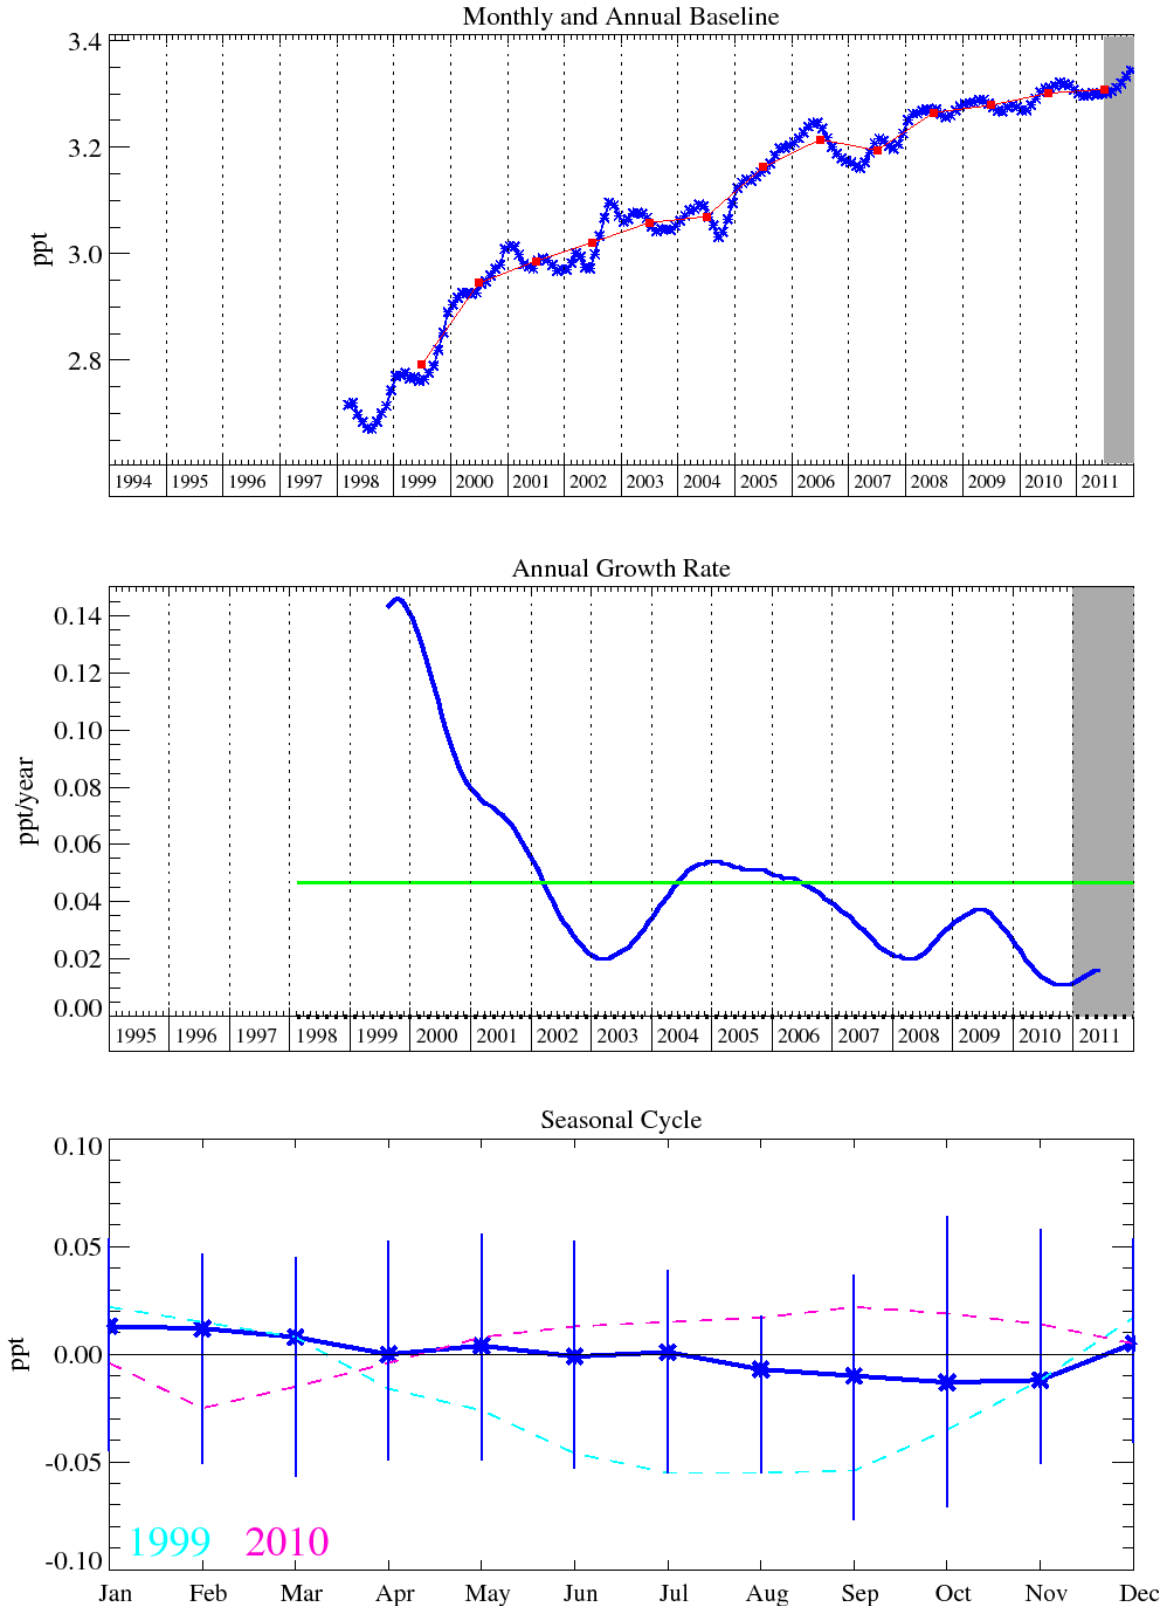 Monthly and Annual Baseline
3.4
3.2
3.0
2.8
ppt
1994 1995 1996 1997 1998 1999 2000 2001 2002 2003 2004 2005 2006 2007 2008 2009 2010 2011
Annual Growth Rate
0.14
0.12
0.10
0.08
0.06
0.04
0.02
0.00
ppt/year
1995 1996 1997 1998 1999 2000 2001 2002 2003 2004 2005 2006 2007 2008 2009 2010 2011
Seasonal Cycle
0.10
0.05
0.00
-0.05
-0.10
ppt
1999 2010
Jan Feb Mar Apr May Jun Jul Aug Sep Oct Nov Dec